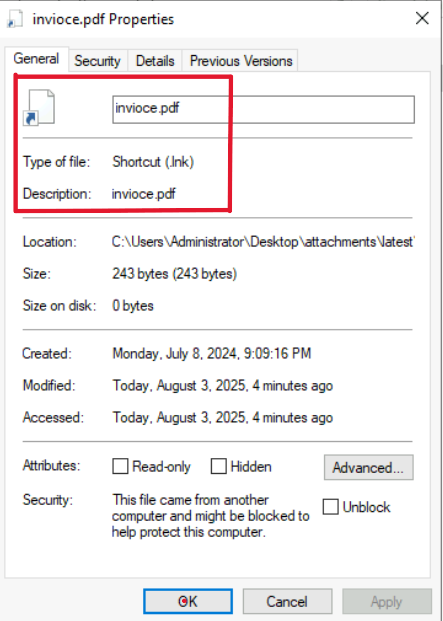 invioce.pdf Properties
General Security Details Previous Versions
invioce.pdf
Type of file: Shortcut (.lnk)
Description: invioce.pdf
Location: C:\Users\Administrator\Desktop\attachments\latest
Size: 243 bytes (243 bytes)
Size on disk: 0 bytes
Created: Monday, July 8, 2024, 9:09:16 PM
Modified: Today, August 3, 2025, 4 minutes ago
Accessed: Today, August 3, 2025, 4 minutes ago
Attributes: Read-only Hidden Advanced...
Security: This file came from another
computer and might be blocked to
help protect this computer.
Unblock
OK Cancel Apply